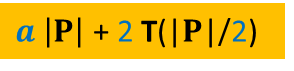 a |P| + 2 T(|P|/2)